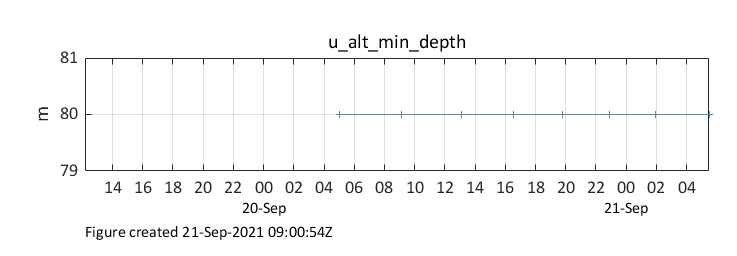 u_alt_min_depth
81
m
80
79
14 16 18 20 22 00 02 04 06 08 10 12 14 16 18 20 22 00 02 04
20-Sep 21-Sep
Figure created 21-Sep-2021 09:00:54Z